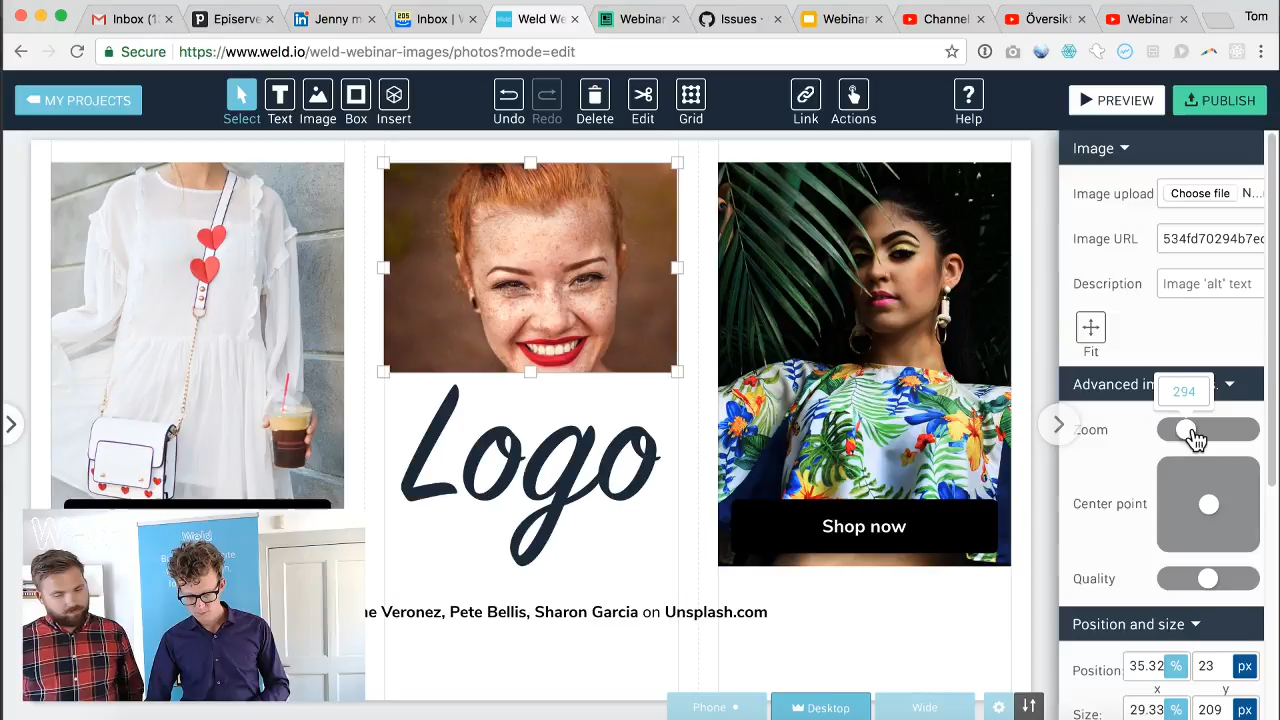 Inbox (1
Episerve
Jenny m
Inbox | V
Weld We
Webinar
Issues ·
Webinar
Channel
Översikt
Webinar
Tom
Secure
https://www.weld.io/weld-webinar-images/photos?mode=edit
MY PROJECTS
Select
Text
Image
Box
Insert
Undo
Redo
Delete
Edit
Grid
Link
Actions
Help
PREVIEW
PUBLISH
Image
Image upload
Choose file
N...
Image URL
534fd70294b7ec
Description
Image 'alt' text
Fit
Advanced in
294
Zoom
Center point
Quality
Logo
Shop now
ne Veronez, Pete Bellis, Sharon Garcia on Unsplash.com
Position and size
Position:
35.32
%
23
px
x
y
Size:
29.33
%
209
px
Phone
Desktop
Wide